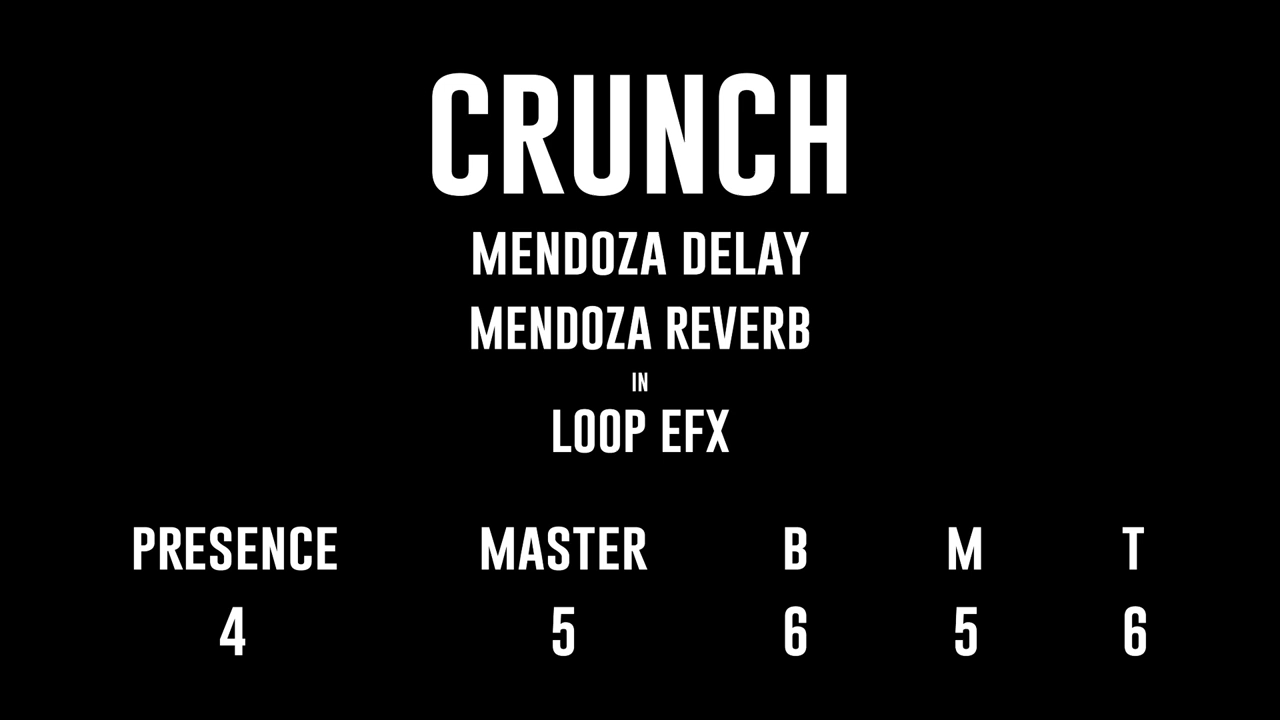 CRUNCH
MENDOZA DELAY
MENDOZA REVERB
IN
LOOP EFX
PRESENCE MASTER B M T
4 5 6 5 6